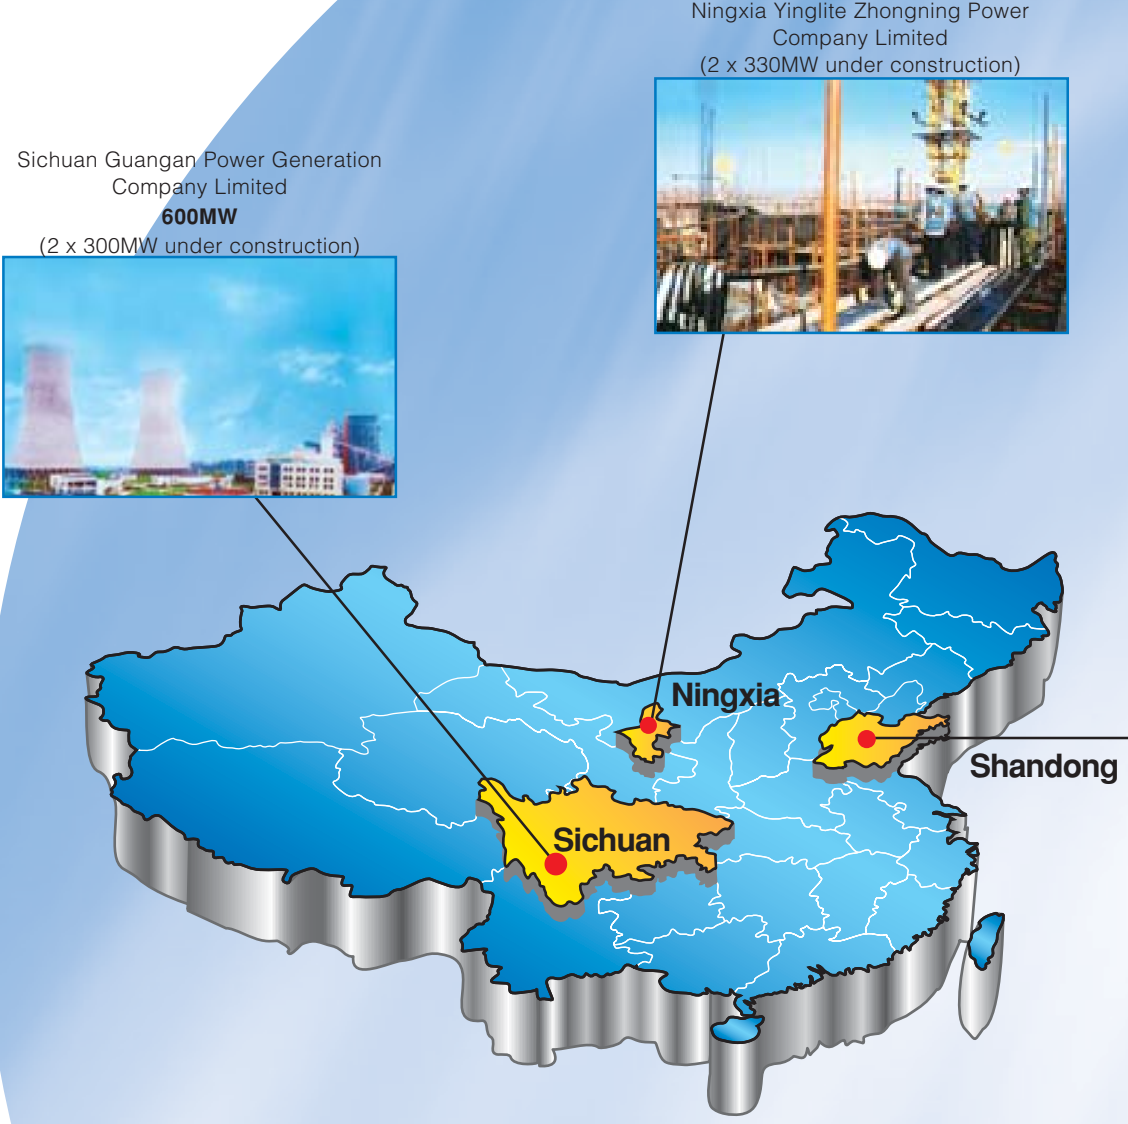 Ningxia Yinglite Zhongning Power
Company Limited
(2 x 330MW under construction)
Sichuan Guangan Power Generation
Company Limited
600MW
(2 x 300MW under construction)
Ningxia
Shandong
Sichuan